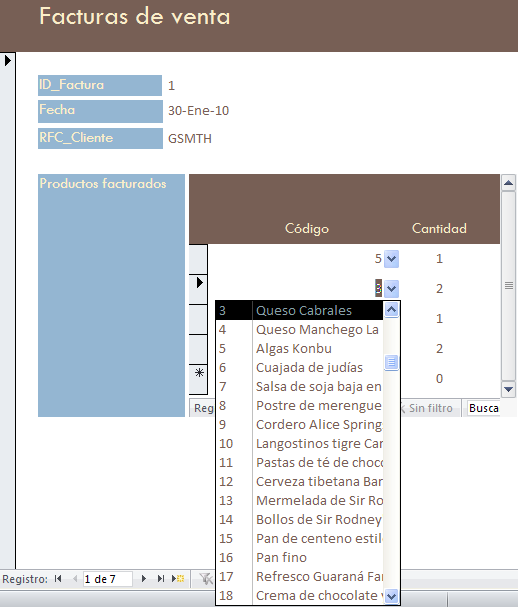 Facturas de venta
ID_Factura 1
Fecha 30-Ene-10
RFC_Cliente GSMTH
Productos facturados
Código Cantidad
5 1
3 2
1
2
* 0
3 Queso Cabrales
4 Queso Manchego La
5 Algas Konbu
6 Cuajada de judías
7 Salsa de soja baja en
8 Postre de merengue
9 Cordero Alice Spring
10 Langostinos tigre Car
11 Pastas de té de choc
12 Cerveza tibetana Bar
13 Mermelada de Sir Ro
14 Bollos de Sir Rodney
15 Pan de centeno estil
16 Pan fino
17 Refresco Guaraná Fan
18 Crema de chocolate
Reg Sin filtro Busca
Registro: 1 de 7